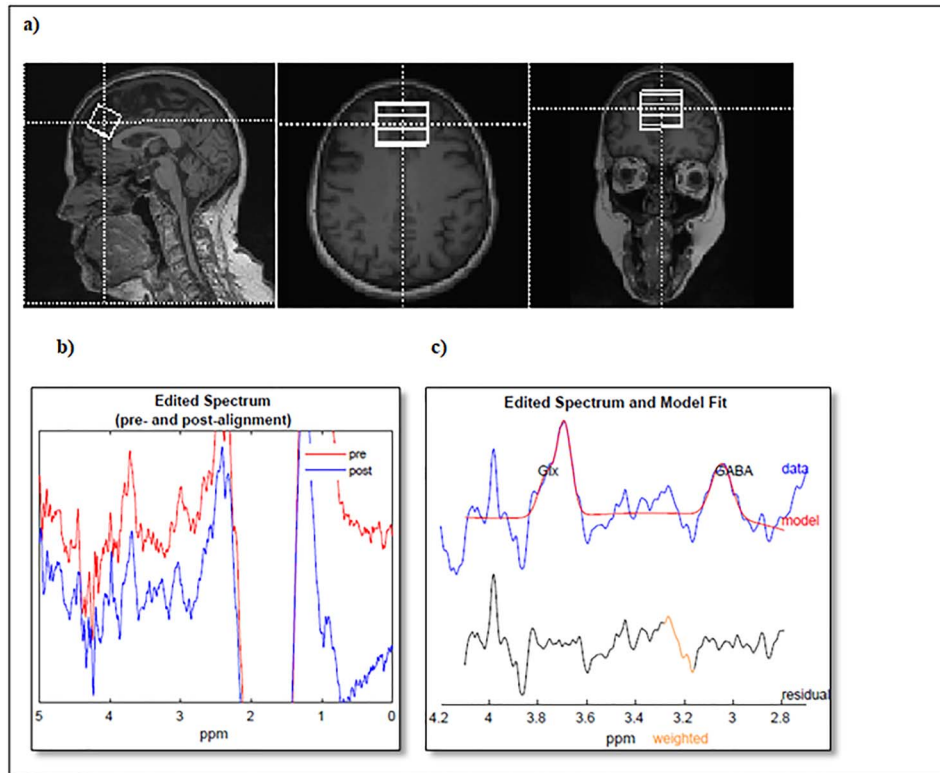 a)
b)
c)
Edited Spectrum
(pre- and post-alignment)
pre
post
5 4 3 2 1 0
ppm
Edited Spectrum and Model Fit
Glx
GABA
data
model
residual
4.2 4 3.8 3.6 3.4 3.2 3 2.8
ppm weighted